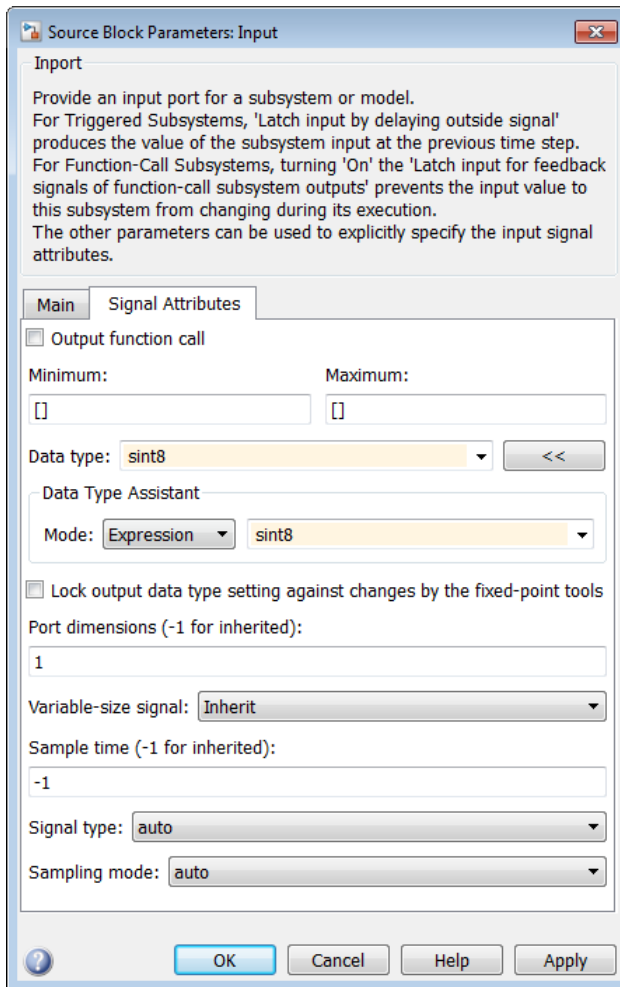 Source Block Parameters: Input
Inport
Provide an input port for a subsystem or model.
For Triggered Subsystems, 'Latch input by delaying outside signal'
produces the value of the subsystem input at the previous time step.
For Function-Call Subsystems, turning 'On' the 'Latch input for feedback
signals of function-call subsystem outputs' prevents the input value to
this subsystem from changing during its execution.
The other parameters can be used to explicitly specify the input signal
attributes.
Main Signal Attributes
Output function call
Minimum: Maximum:
[] []
Data type: sint8 <<
Data Type Assistant
Mode: Expression sint8
Lock output data type setting against changes by the fixed-point tools
Port dimensions (-1 for inherited):
1
Variable-size signal: Inherit
Sample time (-1 for inherited):
-1
Signal type: auto
Sampling mode: auto
? OK Cancel Help Apply